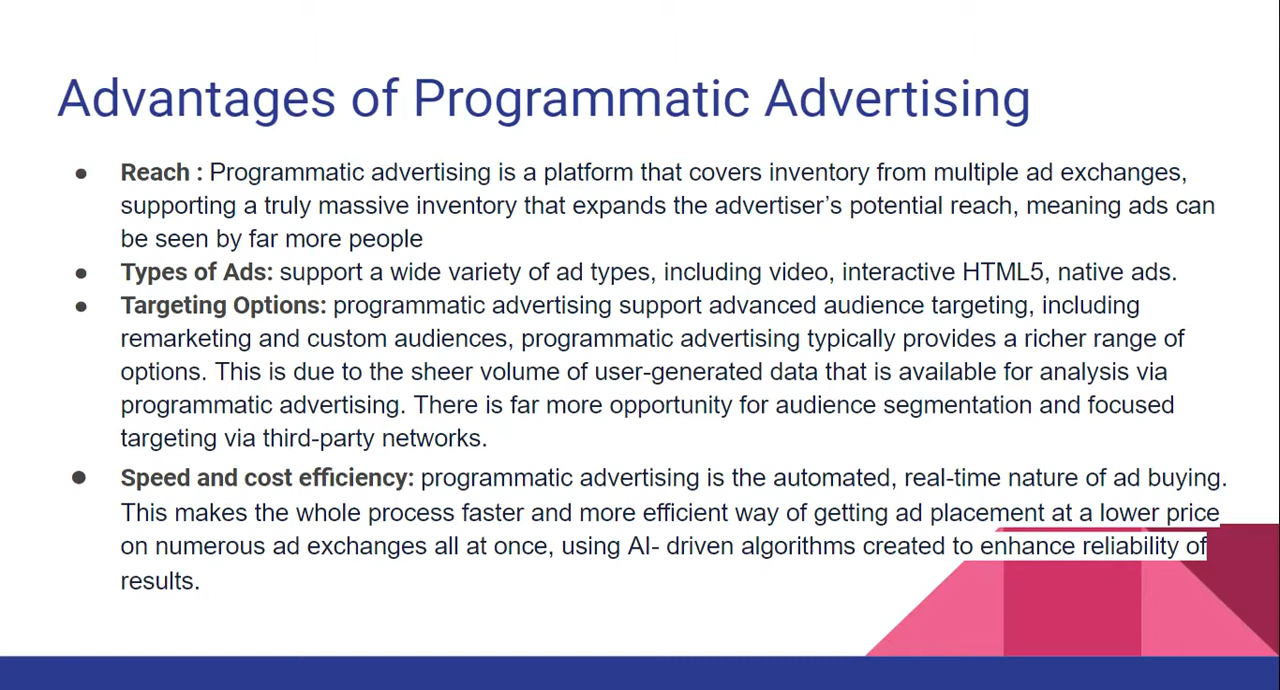 Advantages of Programmatic Advertising
● Reach : Programmatic advertising is a platform that covers inventory from multiple ad exchanges,
supporting a truly massive inventory that expands the advertiser’s potential reach, meaning ads can
be seen by far more people
● Types of Ads: support a wide variety of ad types, including video, interactive HTML5, native ads.
● Targeting Options: programmatic advertising support advanced audience targeting, including
remarketing and custom audiences, programmatic advertising typically provides a richer range of
options. This is due to the sheer volume of user-generated data that is available for analysis via
programmatic advertising. There is far more opportunity for audience segmentation and focused
targeting via third-party networks.
● Speed and cost efficiency: programmatic advertising is the automated, real-time nature of ad buying.
This makes the whole process faster and more efficient way of getting ad placement at a lower price
on numerous ad exchanges all at once, using AI- driven algorithms created to enhance reliability of
results.